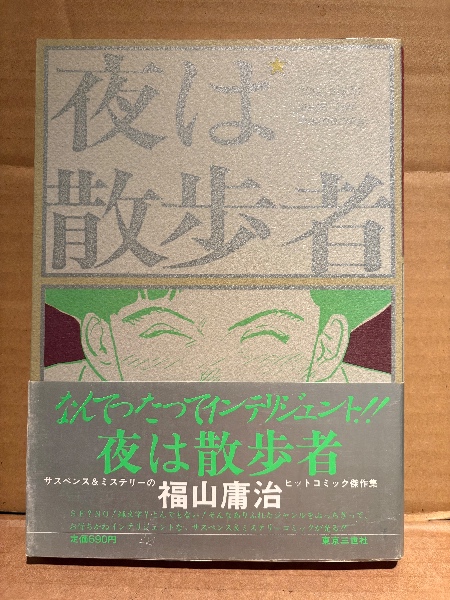 夜は
散歩者
なんてったってインテリジェント!!
夜は散歩者
サスペンス&ミステリーの
福山庸治
ヒットコミック傑作集
定価690円
東京三世社